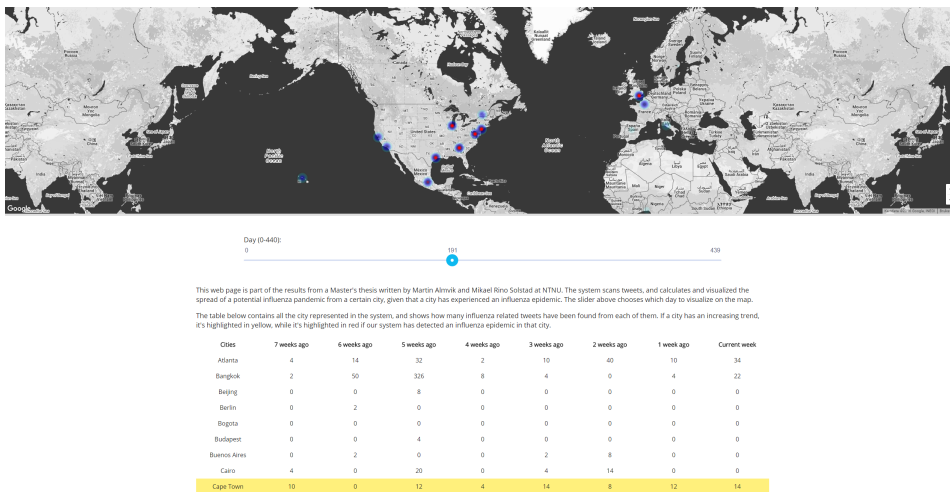 Canada
United States
North
Pacific
Ocean
North
Atlantic
Ocean
Google
Day (0-440):
0 191 439
This web page is part of the results from a Master's thesis written by Martin Almvik and Mikael Rino Solstad at NTNU. The system scans tweets, and calculates and visualized the
spread of a potential influenza pandemic from a certain city, given that a city has experienced an influenza epidemic. The slider above chooses which day to visualize on the map.
The table below contains all the city represented in the system, and shows how many influenza related tweets have been found from each of them. If a city has an increasing trend,
it's highlighted in yellow, while it's highlighted in red if our system has detected an influenza epidemic in that city.
Cities 7 weeks ago 6 weeks ago 5 weeks ago 4 weeks ago 3 weeks ago 2 weeks ago 1 week ago Current week
Atlanta 4 14 32 2 10 40 10 34
Bangkok 2 50 326 8 4 0 4 22
Beijing 0 0 8 0 0 0 0 0
Berlin 0 2 0 0 0 0 0 0
Bogota 0 0 0 0 0 0 0 0
Budapest 0 0 4 0 0 0 0 0
Buenos Aires 0 2 0 0 2 8 0 0
Cairo 4 0 20 0 4 14 0 0
Cape Town 10 0 12 4 14 8 12 14